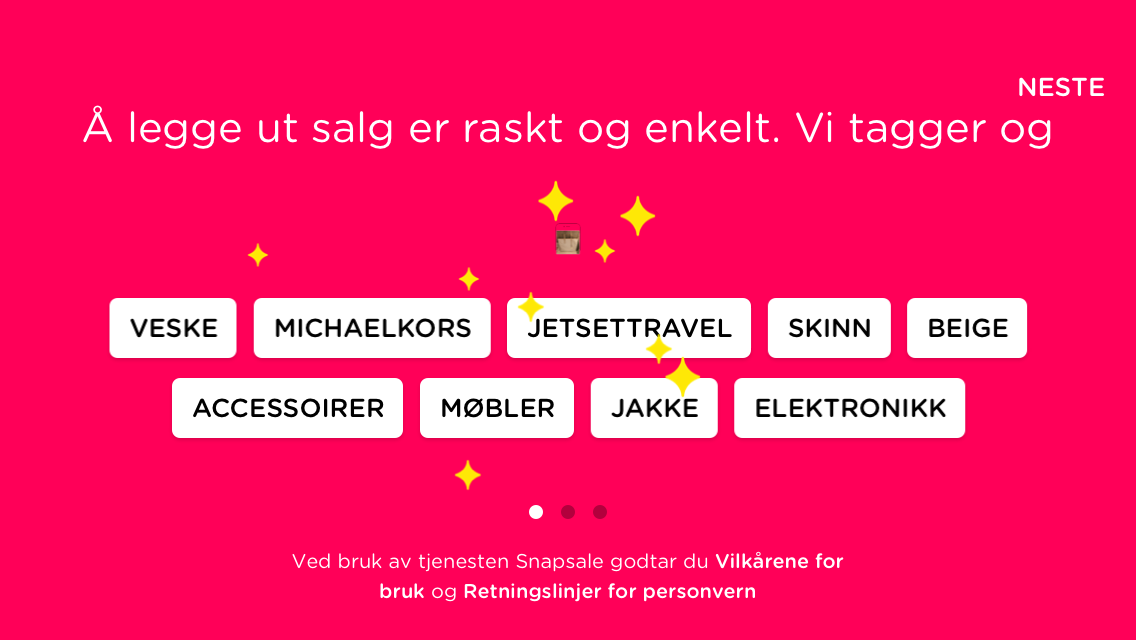 NESTE
Å legge ut salg er raskt og enkelt. Vi tagger og
VESKE MICHAELKORS JETSETTRAVEL SKINN BEIGE
ACCESSOIRER MØBLER JAKKE ELEKTRONIKK
Ved bruk av tjenesten Snapsale godtar du Vilkårene for
bruk og Retningslinjer for personvern